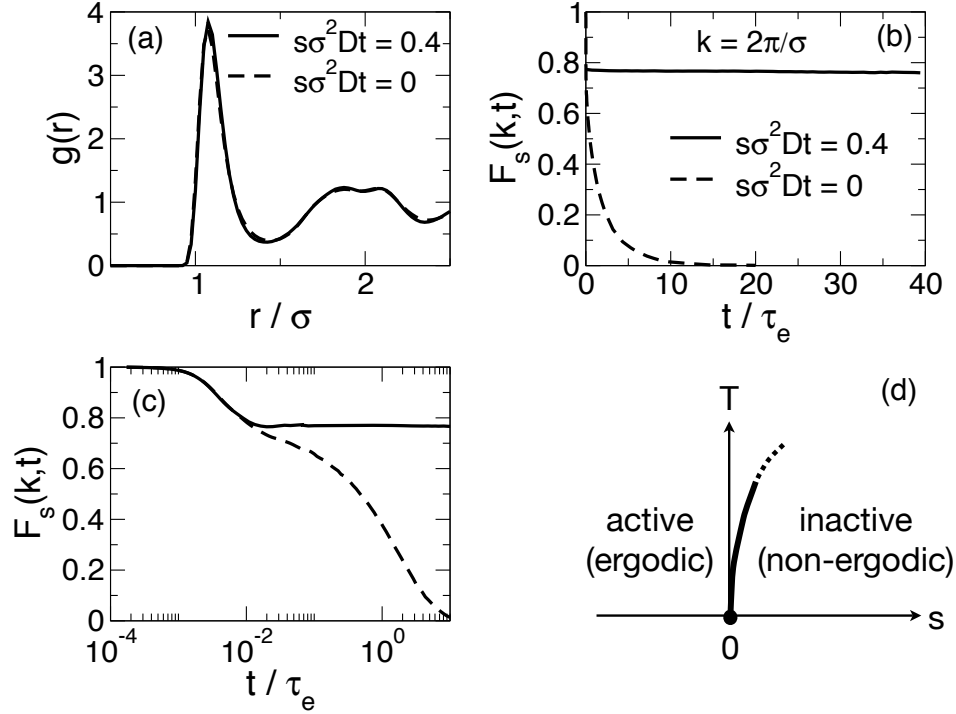 (a)
4
3
2
1
0
g(r)
sσ²Dt = 0.4
sσ²Dt = 0
1
2
r / σ
(b)
1
0.8
0.6
0.4
0.2
0
F_s(k,t)
k = 2π/σ
sσ²Dt = 0.4
sσ²Dt = 0
0
10
20
30
40
t / τ_e
(c)
1
0.8
0.6
0.4
0.2
0
F_s(k,t)
10⁻⁴
10⁻²
10⁰
t / τ_e
(d)
T
active
(ergodic)
inactive
(non-ergodic)
s
0